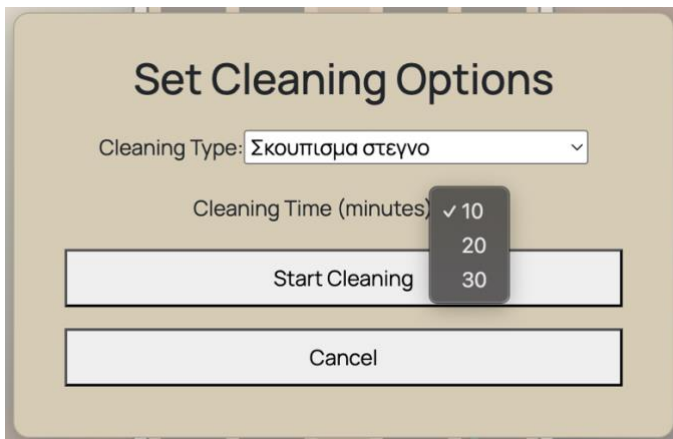 Set Cleaning Options
Cleaning Type: Σκουπισμα στεγνο
Cleaning Time (minutes) ✓ 10
20
30
Start Cleaning
Cancel